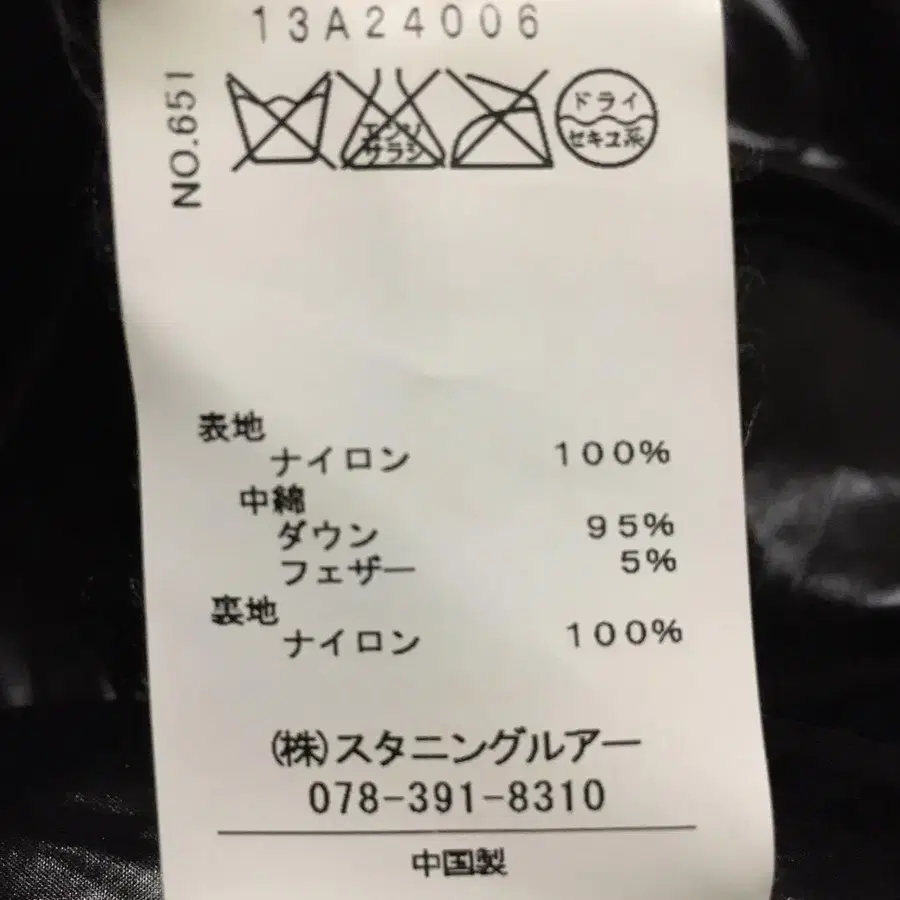 13A24006
NO.651
エンソ
サラシ
ドライ
セキユ系
表地
ナイロン 100%
中綿
ダウン 95%
フェザー 5%
裏地
ナイロン 100%
(株)スタニングルアー
078-391-8310
中国製